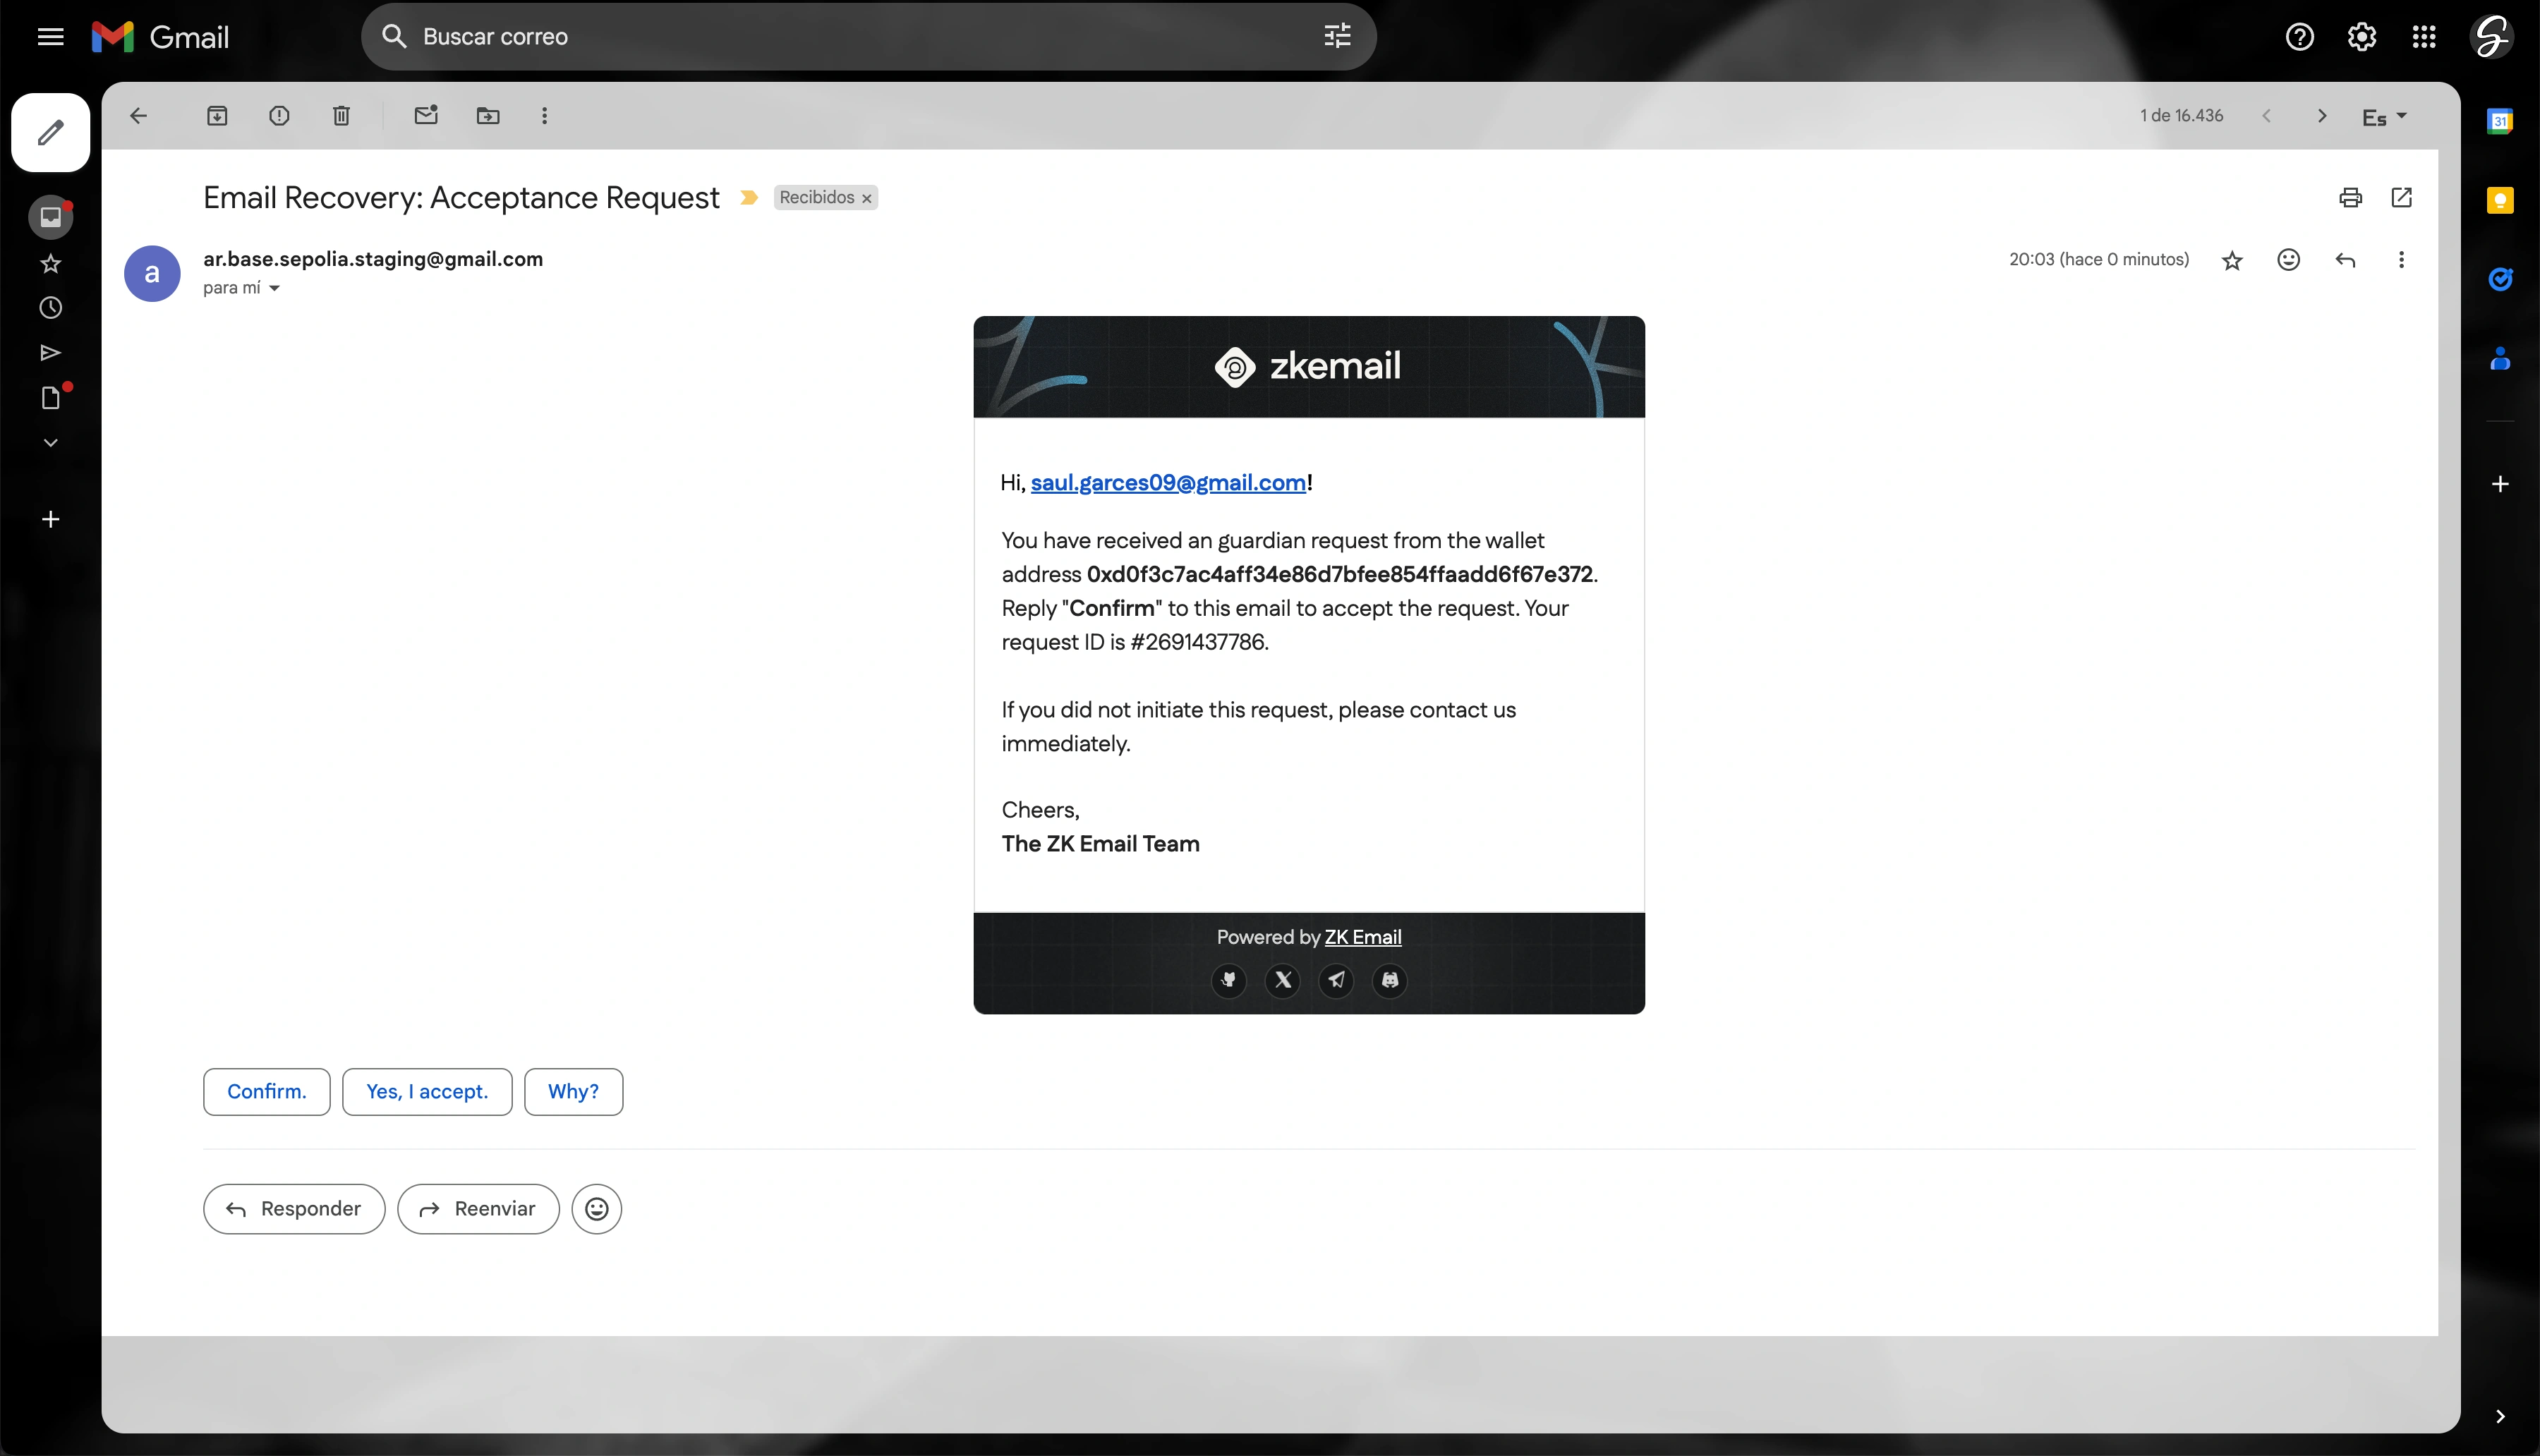 Gmail
Buscar correo
1 de 16.436
Es
31
Email Recovery: Acceptance Request
Recibidos ×
a
ar.base.sepolia.staging@gmail.com
20:03 (hace 0 minutos)
para mí
zkemail
Hi, saul.garces09@gmail.com!
You have received an guardian request from the wallet
address 0xd0f3c7ac4aff34e86d7bfee854ffaadd6f67e372.
Reply "Confirm" to this email to accept the request. Your
request ID is #2691437786.
If you did not initiate this request, please contact us
immediately.
Cheers,
The ZK Email Team
Powered by ZK Email
Confirm.
Yes, I accept.
Why?
Responder
Reenviar